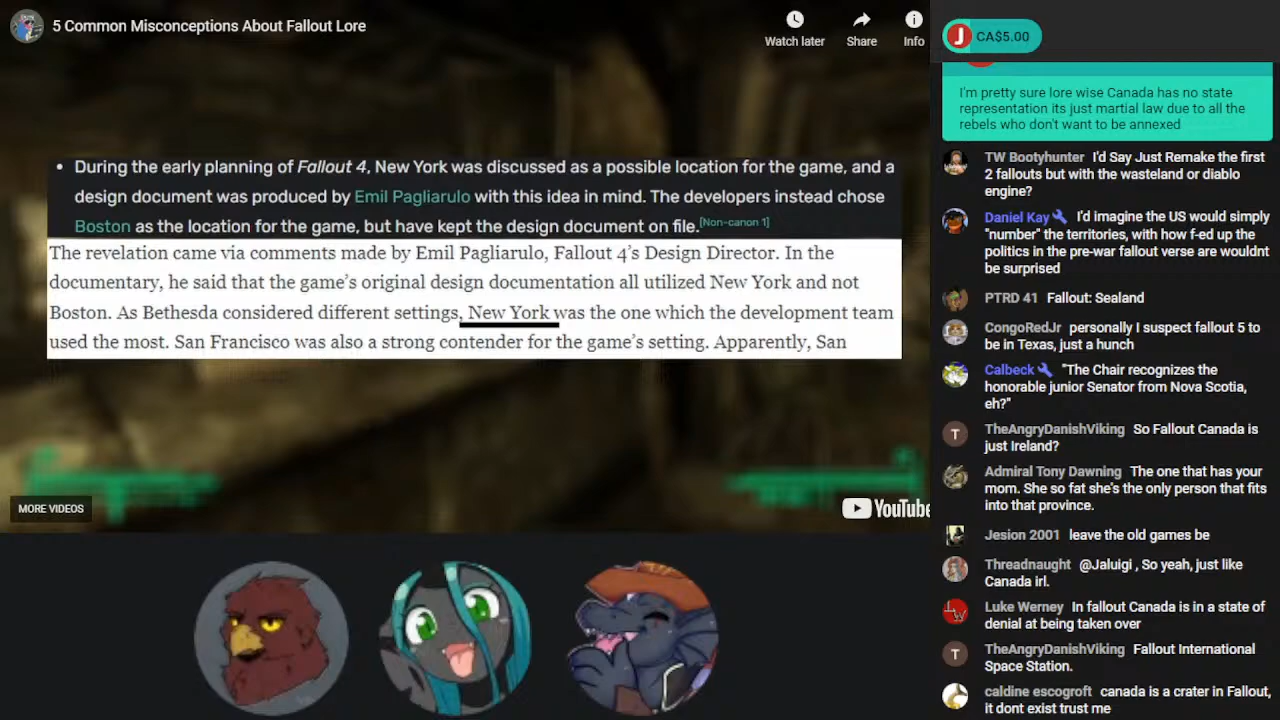 5 Common Misconceptions About Fallout Lore
Watch later
Share
Info
• During the early planning of Fallout 4, New York was discussed as a possible location for the game, and a
design document was produced by Emil Pagliarulo with this idea in mind. The developers instead chose
Boston as the location for the game, but have kept the design document on file.[Non-canon 1]
The revelation came via comments made by Emil Pagliarulo, Fallout 4's Design Director. In the
documentary, he said that the game's original design documentation all utilized New York and not
Boston. As Bethesda considered different settings, New York was the one which the development team
used the most. San Francisco was also a strong contender for the game's setting. Apparently, San
MORE VIDEOS
YouTube
J CA$5.00
I'm pretty sure lore wise Canada has no state
representation its just martial law due to all the
rebels who don't want to be annexed
TW Bootyhunter I'd Say Just Remake the first
2 fallouts but with the wasteland or diablo
engine?
Daniel Kay I'd imagine the US would simply
"number" the territories, with how f-ed up the
politics in the pre-war fallout verse are wouldnt
be surprised
PTRD 41 Fallout: Sealand
CongoRedJr personally I suspect fallout 5 to
be in Texas, just a hunch
Calbeck "The Chair recognizes the
honorable junior Senator from Nova Scotia,
eh?"
T TheAngryDanishViking So Fallout Canada is
just Ireland?
Admiral Tony Dawning The one that has your
mom. She so fat she's the only person that fits
into that province.
Jesion 2001 leave the old games be
Threadnaught @Jaluigi , So yeah, just like
Canada irl.
LW Luke Werney In fallout Canada is in a state of
denial at being taken over
T TheAngryDanishViking Fallout International
Space Station.
caldine escogroft canada is a crater in Fallout,
it dont exist trust me